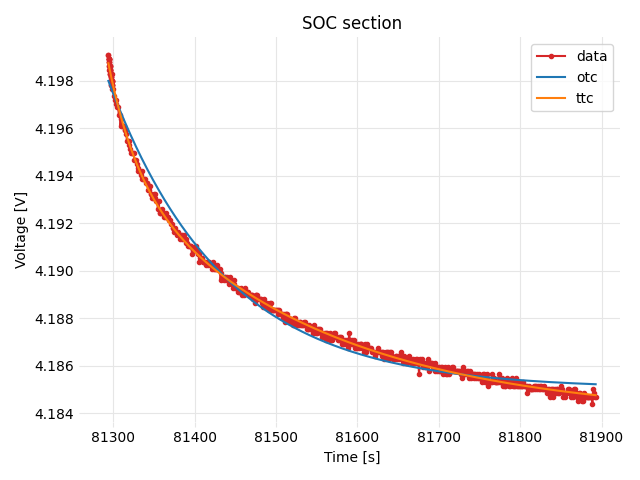 SOC section
data
otc
ttc
4.198
4.196
4.194
4.192
4.190
4.188
4.186
4.184
Voltage [V]
81300 81400 81500 81600 81700 81800 81900
Time [s]